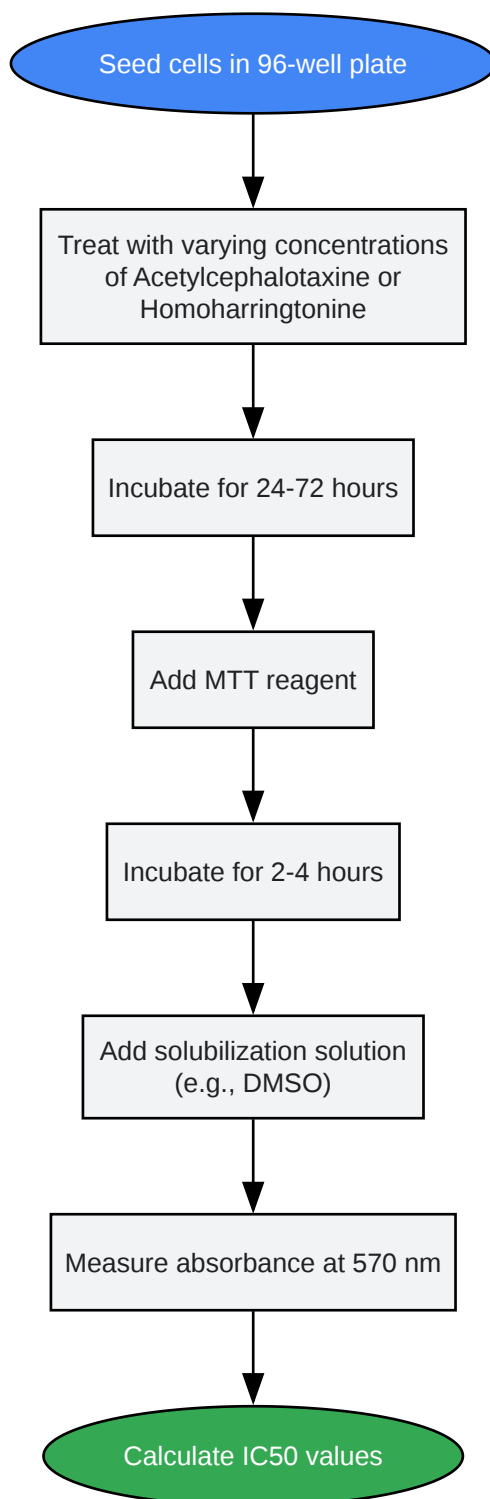 Seed cells in 96-well plate
Treat with varying concentrations
of Acetylcephalotaxine or
Homoharringtonine
Incubate for 24-72 hours
Add MTT reagent
Incubate for 2-4 hours
Add solubilization solution
(e.g., DMSO)
Measure absorbance at 570 nm
Calculate IC50 values